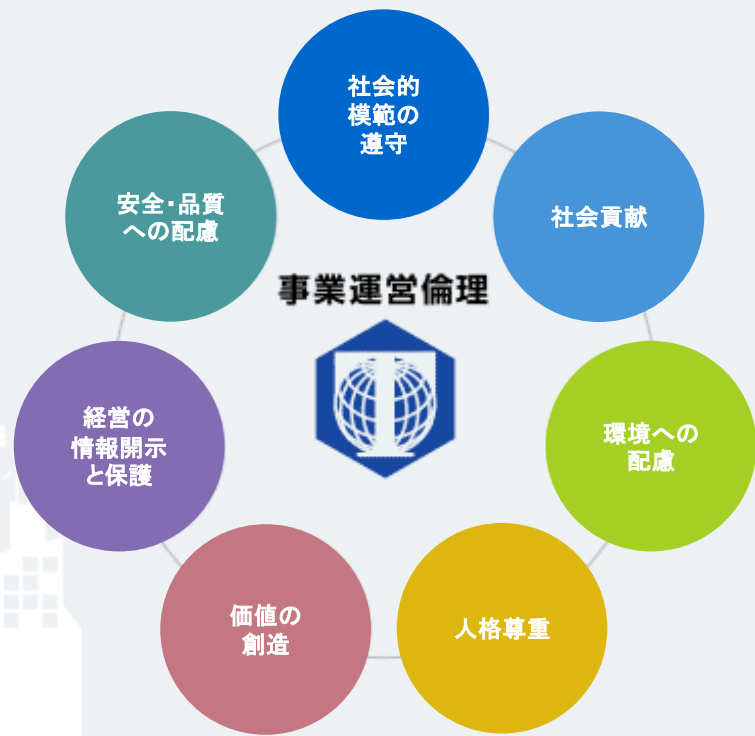 社会的
模範の
遵守
社会貢献
環境への
配慮
人格尊重
価値の
創造
経営の
情報開示
と保護
安全・品質
への配慮
事業運営倫理
T